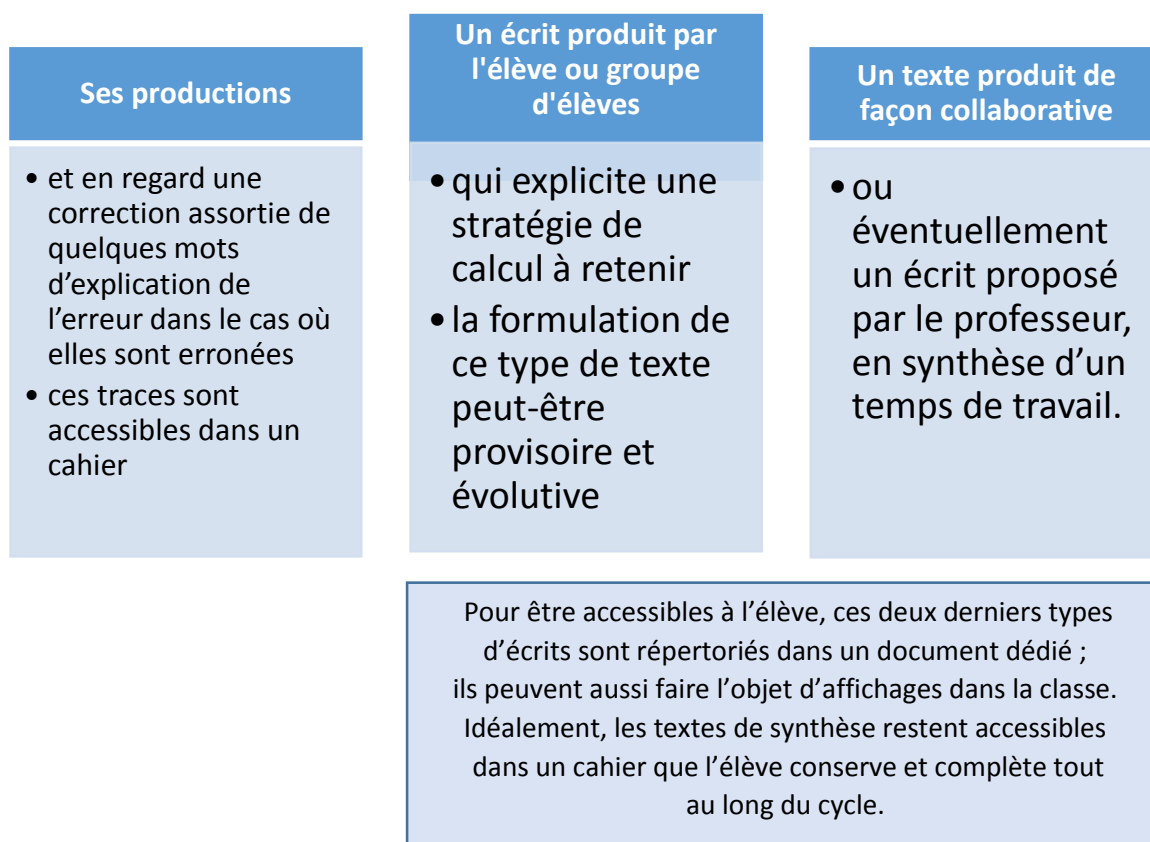 Ses productions
• et en regard une
correction assortie de
quelques mots
d’explication de
l’erreur dans le cas où
elles sont erronées
• ces traces sont
accessibles dans un
cahier
Un écrit produit par
l'élève ou groupe
d'élèves
• qui explicite une
stratégie de
calcul à retenir
• la formulation de
ce type de texte
peut-être
provisoire et
évolutive
Un texte produit de
façon collaborative
• ou
éventuellement
un écrit proposé
par le professeur,
en synthèse d’un
temps de travail.
Pour être accessibles à l’élève, ces deux derniers types
d’écrits sont répertoriés dans un document dédié ;
ils peuvent aussi faire l’objet d’affichages dans la classe.
Idéalement, les textes de synthèse restent accessibles
dans un cahier que l’élève conserve et complète tout
au long du cycle.